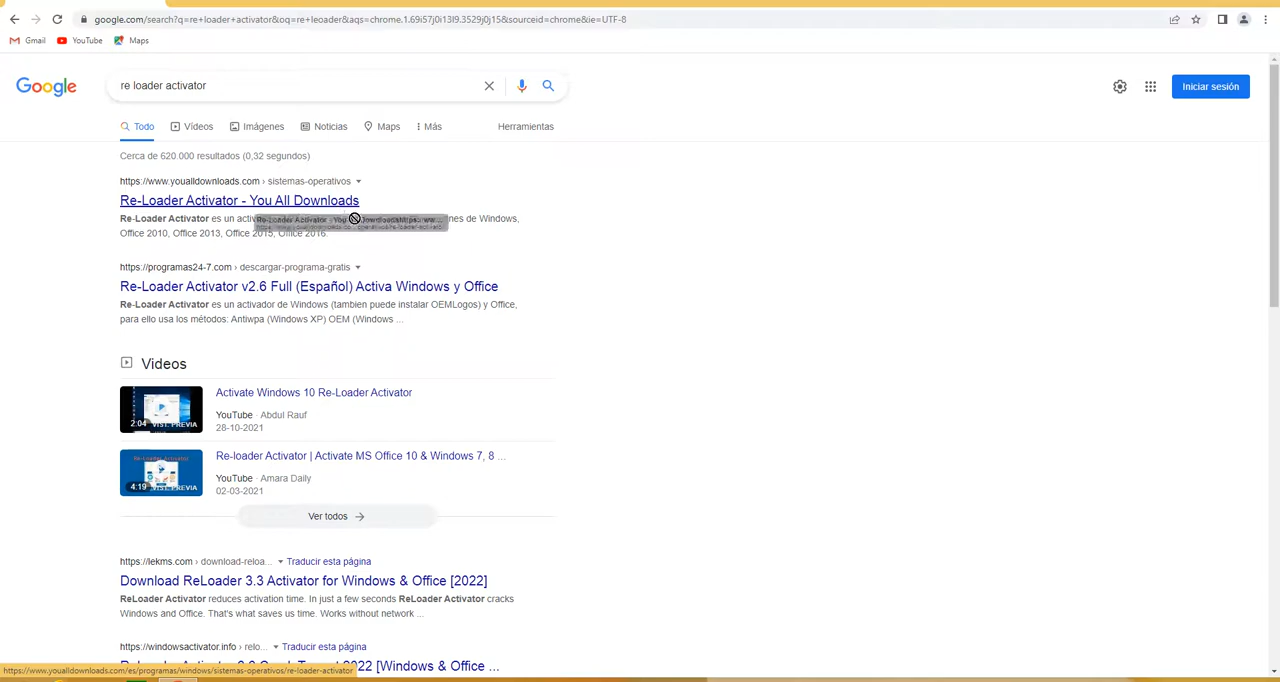 google.com/search?q=re+loader+activator&oq=re+leoader&aqs=chrome.1.69i57j0i13l9.3529j0j15&sourceid=chrome&ie=UTF-8
Gmail YouTube Maps
Google re loader activator Iniciar sesión
Todo Vídeos Imágenes Noticias Maps Más Herramientas
Cerca de 620.000 resultados (0,32 segundos)
https://www.youalldownloads.com › sistemas-operativos
Re-Loader Activator - You All Downloads
Re-Loader Activator es un nes de Windows,
Office 2010, Office 2013, Office 2015, Office 2016.
https://programas24-7.com › descargar-programa-gratis
Re-Loader Activator v2.6 Full (Español) Activa Windows y Office
Re-Loader Activator es un activador de Windows (tambien puede instalar OEMLogos) y Office,
para ello usa los métodos: Antiwpa (Windows XP) OEM (Windows ...
Videos
Activate Windows 10 Re-Loader Activator
YouTube · Abdul Rauf
28-10-2021
2:04 VIST. PREVIA
Re-loader Activator | Activate MS Office 10 & Windows 7, 8 ...
YouTube · Amara Daily
02-03-2021
4:19 VIST. PREVIA
Ver todos
https://lekms.com › download-reloa... Traducir esta página
Download ReLoader 3.3 Activator for Windows & Office [2022]
ReLoader Activator reduces activation time. In just a few seconds ReLoader Activator cracks
Windows and Office. That's what saves us time. Works without network ...
https://windowsactivator.info › relo... Traducir esta página
https://www.youalldownloads.com/es/programas/windows/sistemas-operativos/re-loader-activator